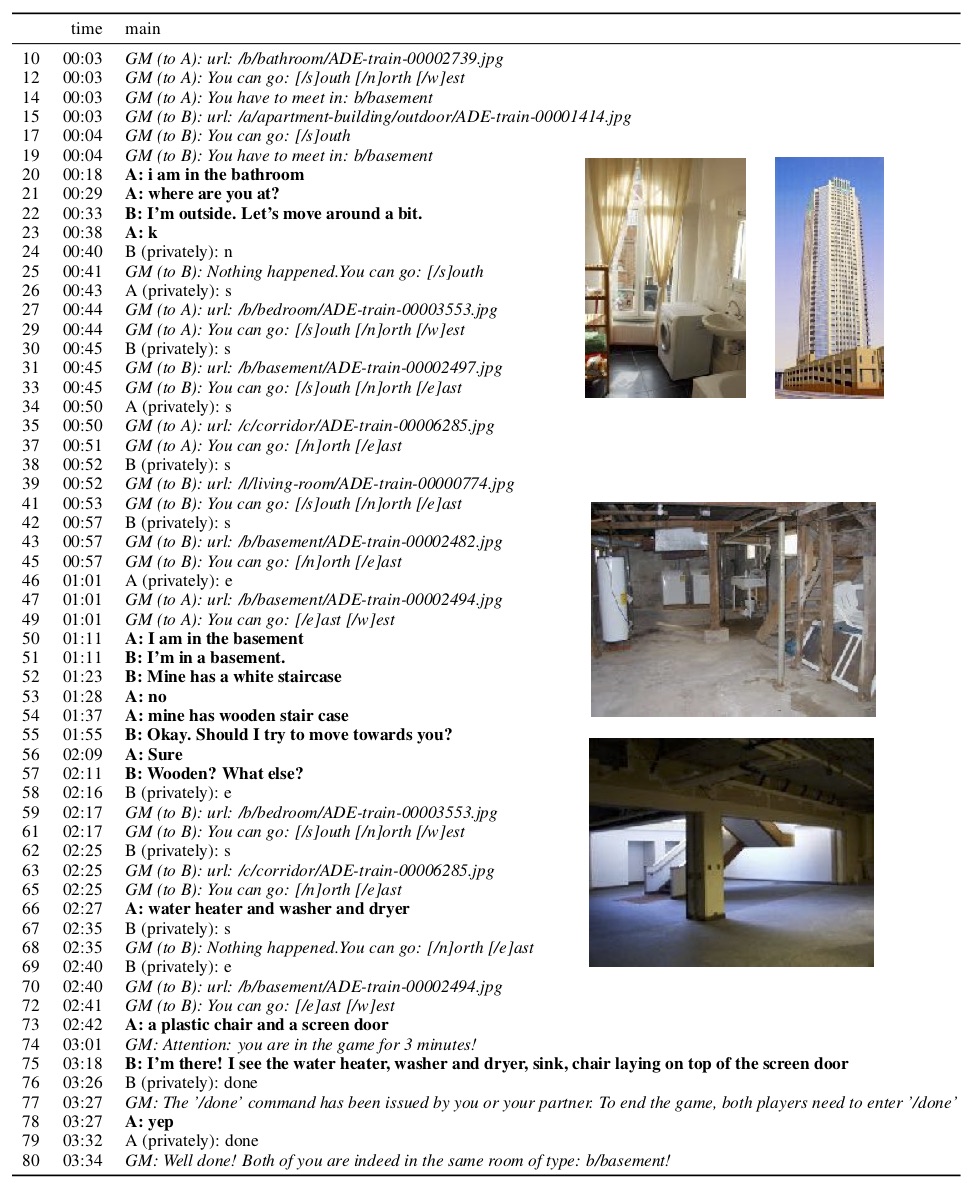 time main
10 00:03 GM (to A): url: /b/bathroom/ADE-train-00002739.jpg
12 00:03 GM (to A): You can go: [/s]outh [/n]orth [/w]est
14 00:03 GM (to A): You have to meet in: b/basement
15 00:03 GM (to B): url: /a/apartment-building/outdoor/ADE-train-00001414.jpg
17 00:04 GM (to B): You can go: [/s]outh
19 00:04 GM (to B): You have to meet in: b/basement
20 00:18 A: i am in the bathroom
21 00:29 A: where are you at?
22 00:33 B: I'm outside. Let's move around a bit.
23 00:38 A: k
24 00:40 B (privately): n
25 00:41 GM (to B): Nothing happened.You can go: [/s]outh
26 00:43 A (privately): s
27 00:44 GM (to A): url: /b/bedroom/ADE-train-00003553.jpg
29 00:44 GM (to A): You can go: [/s]outh [/n]orth [/w]est
30 00:45 B (privately): s
31 00:45 GM (to B): url: /b/basement/ADE-train-00002497.jpg
33 00:45 GM (to B): You can go: [/s]outh [/n]orth [/e]ast
34 00:50 A (privately): s
35 00:50 GM (to A): url: /c/corridor/ADE-train-00006285.jpg
37 00:51 GM (to A): You can go: [/n]orth [/e]ast
38 00:52 B (privately): s
39 00:52 GM (to B): url: /l/living-room/ADE-train-00000774.jpg
41 00:53 GM (to B): You can go: [/s]outh [/n]orth [/e]ast
42 00:57 B (privately): s
43 00:57 GM (to B): url: /b/basement/ADE-train-00002482.jpg
45 00:57 GM (to B): You can go: [/n]orth [/e]ast
46 01:01 A (privately): e
47 01:01 GM (to A): url: /b/basement/ADE-train-00002494.jpg
49 01:01 GM (to A): You can go: [/e]ast [/w]est
50 01:11 A: I am in the basement
51 01:11 B: I'm in a basement.
52 01:23 B: Mine has a white staircase
53 01:28 A: no
54 01:37 A: mine has wooden stair case
55 01:55 B: Okay. Should I try to move towards you?
56 02:09 A: Sure
57 02:11 B: Wooden? What else?
58 02:16 B (privately): e
59 02:17 GM (to B): url: /b/bedroom/ADE-train-00003553.jpg
61 02:17 GM (to B): You can go: [/s]outh [/n]orth [/w]est
62 02:25 B (privately): s
63 02:25 GM (to B): url: /c/corridor/ADE-train-00006285.jpg
65 02:25 GM (to B): You can go: [/n]orth [/e]ast
66 02:27 A: water heater and washer and dryer
67 02:35 B (privately): s
68 02:35 GM (to B): Nothing happened.You can go: [/n]orth [/e]ast
69 02:40 B (privately): e
70 02:40 GM (to B): url: /b/basement/ADE-train-00002494.jpg
72 02:41 GM (to B): You can go: [/e]ast [/w]est
73 02:42 A: a plastic chair and a screen door
74 03:01 GM: Attention: you are in the game for 3 minutes!
75 03:18 B: I'm there! I see the water heater, washer and dryer, sink, chair laying on top of the screen door
76 03:26 B (privately): done
77 03:27 GM: The '/done' command has been issued by you or your partner. To end the game, both players need to enter '/done'
78 03:27 A: yep
79 03:32 A (privately): done
80 03:34 GM: Well done! Both of you are indeed in the same room of type: b/basement!